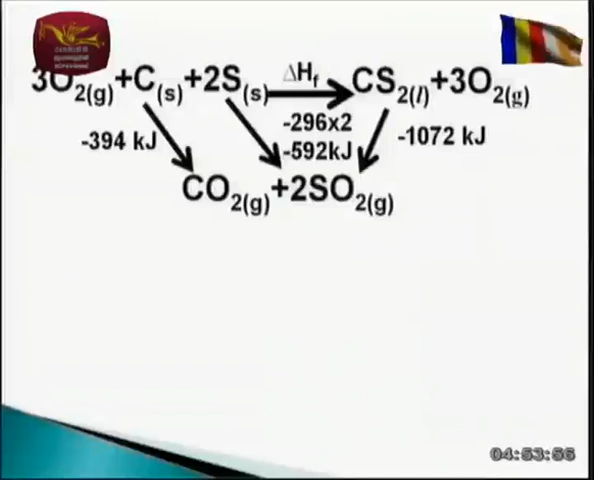 3O₂(g)+C(s)+2S(s) ΔHf CS₂(l)+3O₂(g)
-394 kJ -296x2 -1072 kJ
-592kJ
CO₂(g)+2SO₂(g)
04:53:56